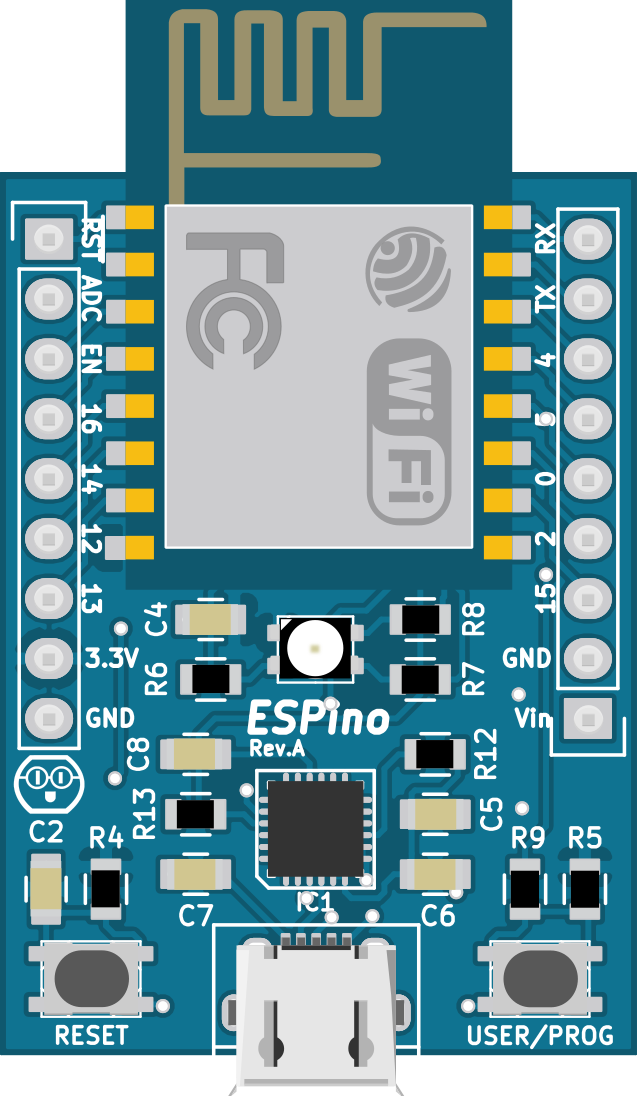 FC
WiFi
RST
ADC
EN
16
14
12
13
3.3V
GND
RX
TX
4
5
0
2
15
GND
Vin
C4
R8
R6
R7
ESPino
Rev.A
C8
R12
R13
C5
IC1
C2
R4
R9
R5
C7
C6
RESET
USER/PROG